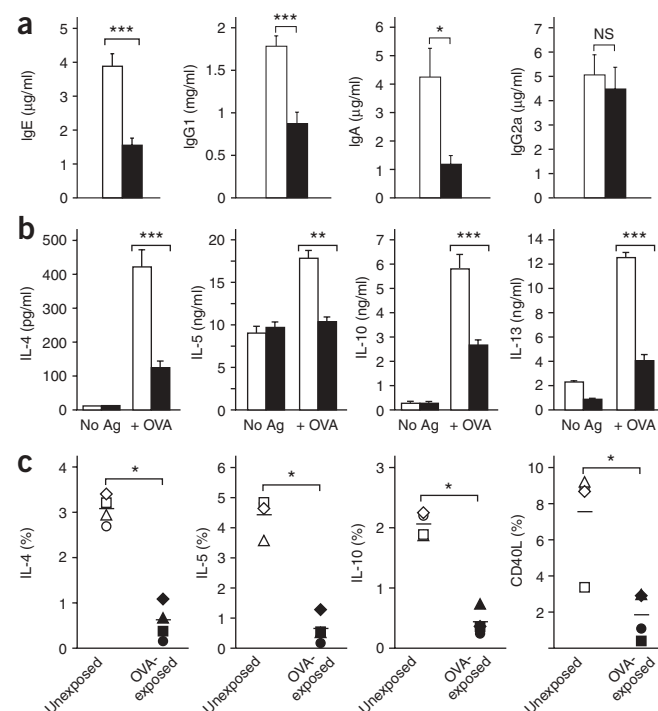 a
***
IgE (μg/ml)
5
4
3
2
1
0
***
IgG1 (mg/ml)
2
1.5
1
0.5
0
*
IgA (μg/ml)
6
5
4
3
2
1
0
NS
IgG2a (μg/ml)
7
6
5
4
3
2
1
0
b
***
IL-4 (pg/ml)
500
400
300
200
100
0
No Ag + OVA
**
IL-5 (ng/ml)
20
15
10
5
0
No Ag + OVA
***
IL-10 (ng/ml)
7
6
5
4
3
2
1
0
No Ag + OVA
***
IL-13 (ng/ml)
14
12
10
8
6
4
2
0
No Ag + OVA
c
*
IL-4 (%)
4
3
2
1
0
Unexposed
OVA-
exposed
*
IL-5 (%)
6
5
4
3
2
1
0
Unexposed
OVA-
exposed
*
IL-10 (%)
3
2
1
0
Unexposed
OVA-
exposed
*
CD40L (%)
10
8
6
4
2
Unexposed
OVA-
exposed